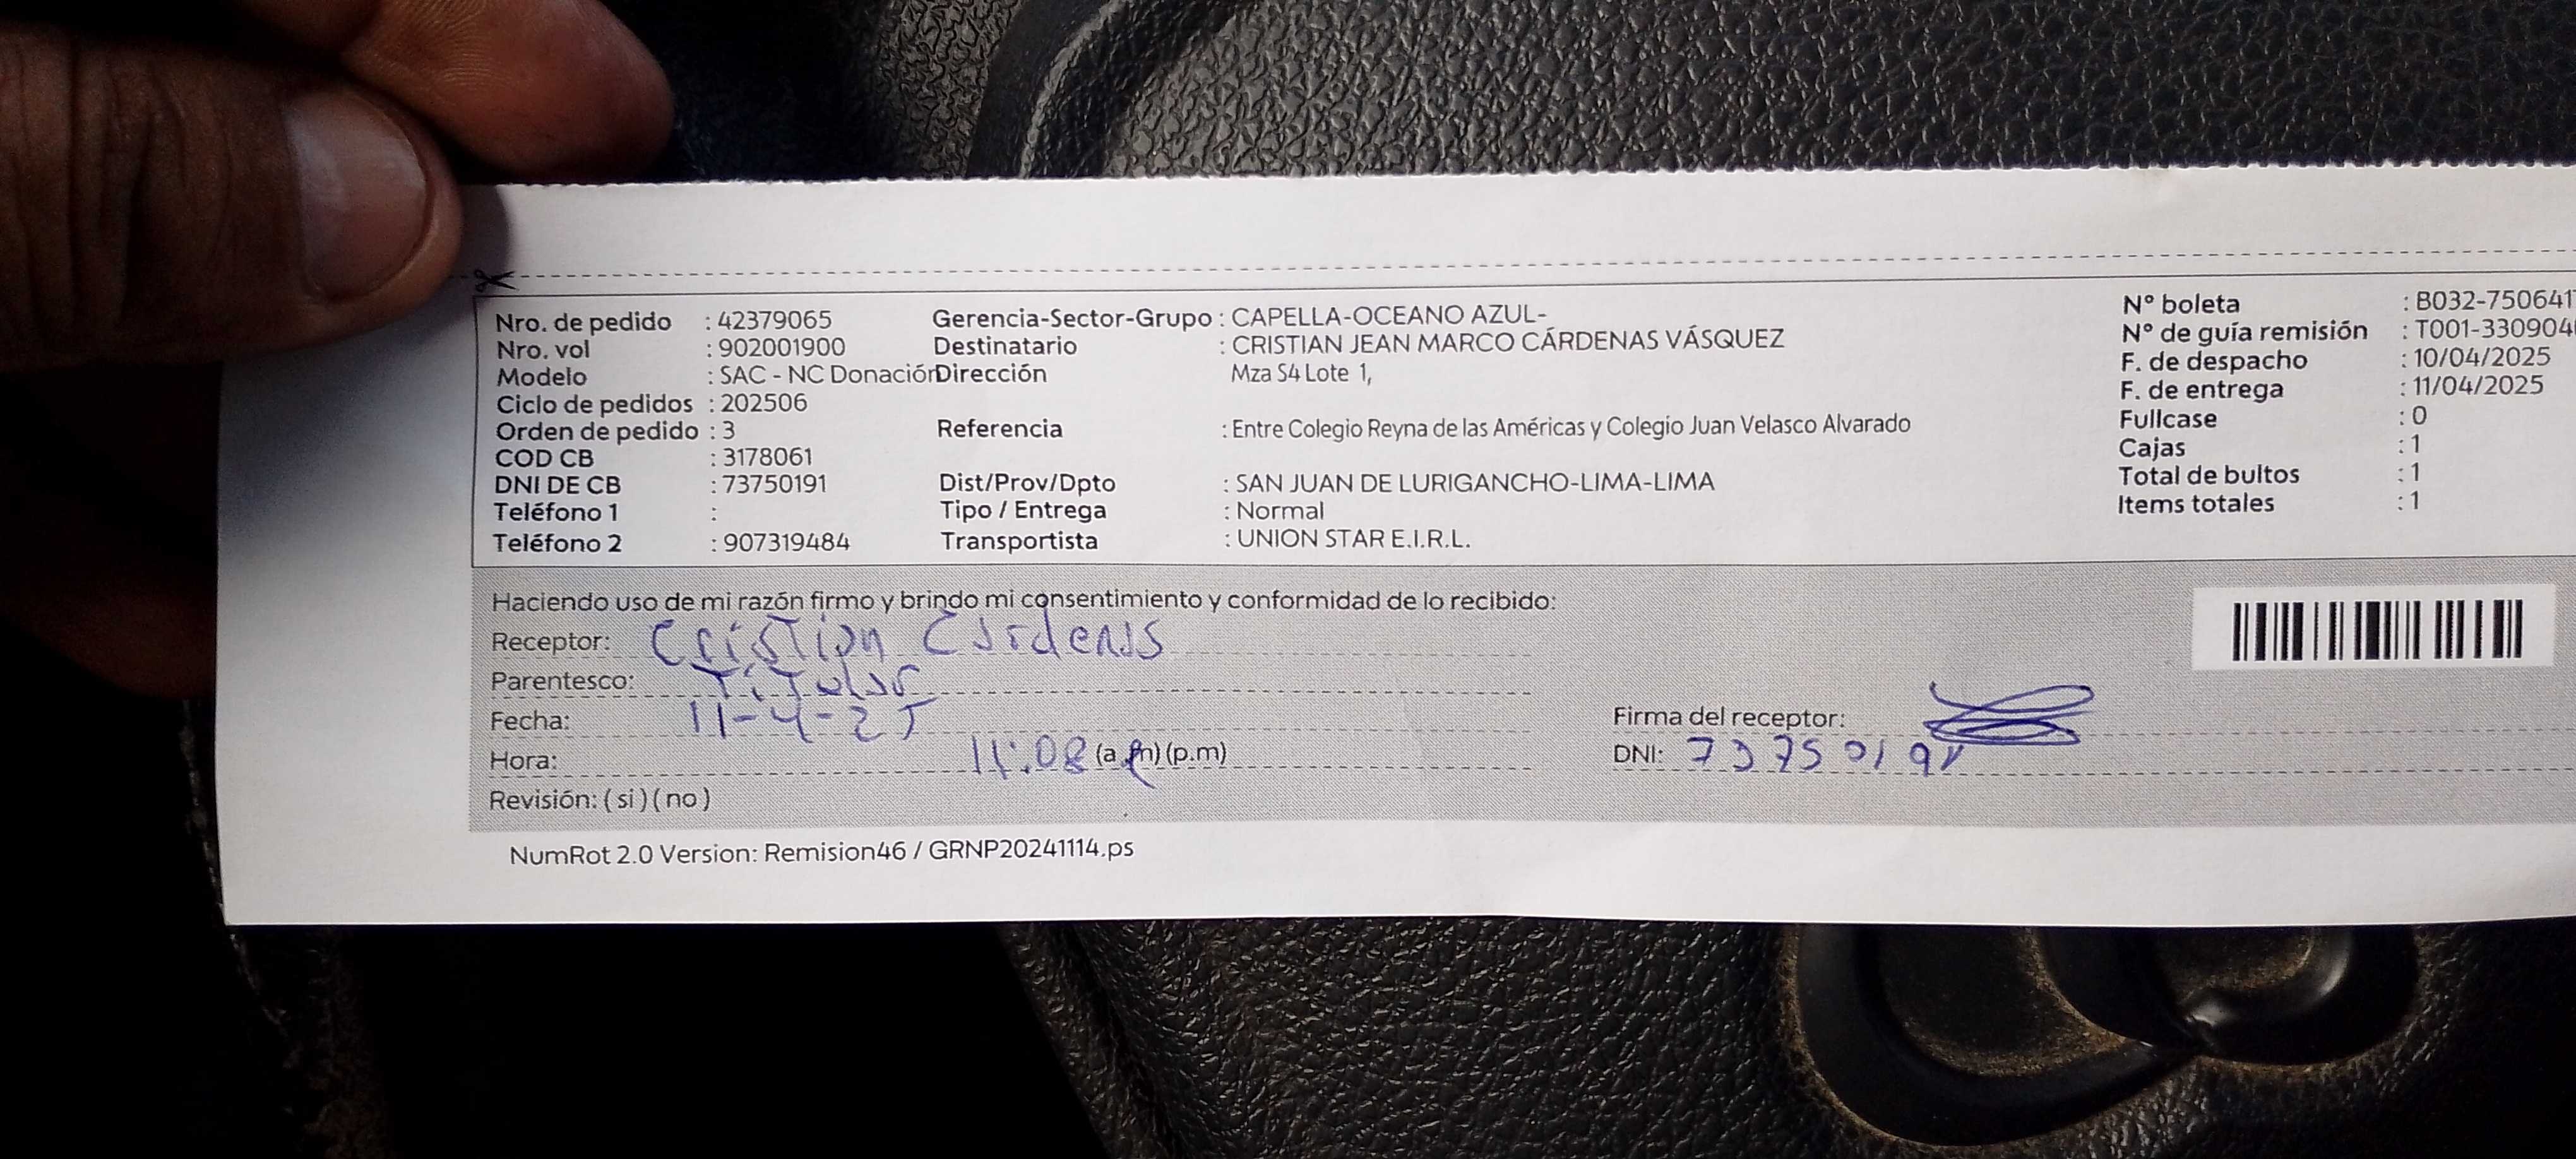 Nro. de pedido : 42379065 Gerencia-Sector-Grupo : CAPELLA-OCEANO AZUL- N° boleta : B032-750641
Nro. vol : 902001900 Destinatario : CRISTIAN JEAN MARCO CÁRDENAS VÁSQUEZ N° de guía remisión : T001-330904
Modelo : SAC - NC Donación Dirección Mza S4 Lote 1, F. de despacho : 10/04/2025
Ciclo de pedidos : 202506 F. de entrega : 11/04/2025
Orden de pedido : 3 Referencia : Entre Colegio Reyna de las Américas y Colegio Juan Velasco Alvarado Fullcase : 0
COD CB : 3178061 Cajas : 1
DNI DE CB : 73750191 Dist/Prov/Dpto : SAN JUAN DE LURIGANCHO-LIMA-LIMA Total de bultos : 1
Teléfono 1 : Tipo / Entrega : Normal Items totales : 1
Teléfono 2 : 907319484 Transportista : UNION STAR E.I.R.L.
Haciendo uso de mi razón firmo y brindo mi consentimiento y conformidad de lo recibido:
Receptor: Cristian Cárdenas
Parentesco: Titular
Fecha: 11-4-25 Firma del receptor:
Hora: 11:08 (a.m) (p.m) DNI: 73750191
Revisión: ( si ) ( no )
NumRot 2.0 Version: Remision46 / GRNP20241114.ps